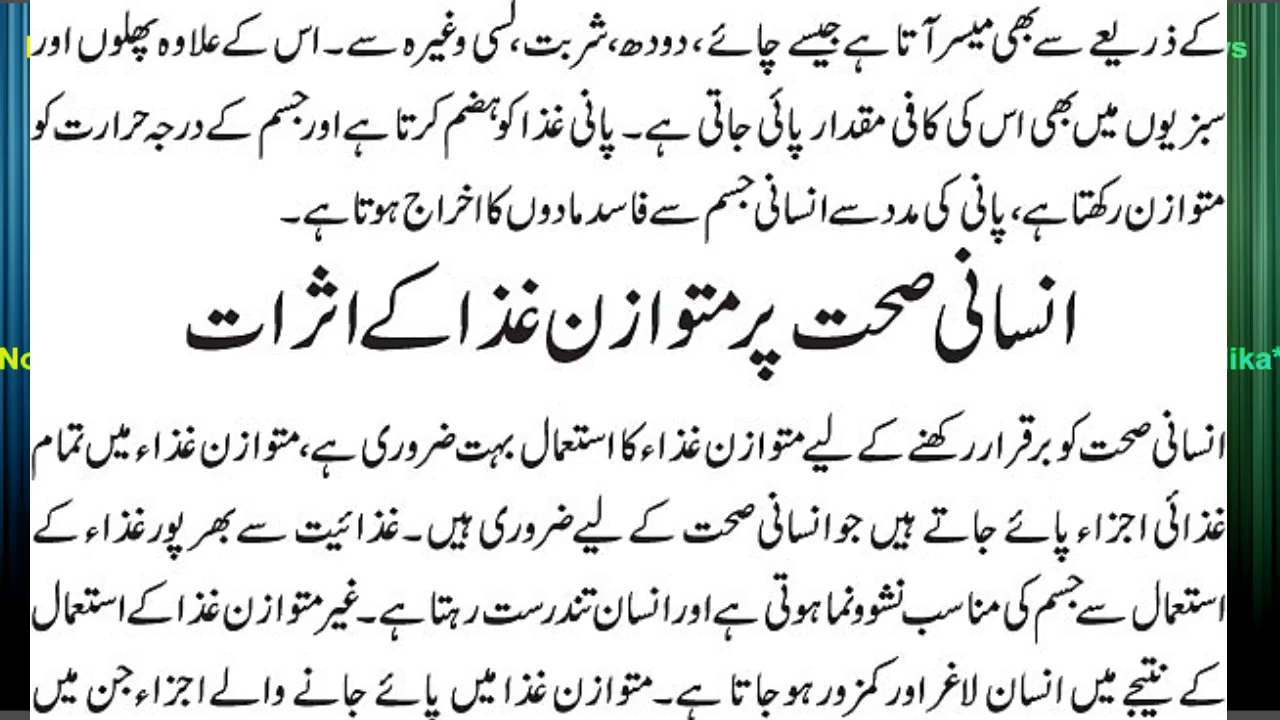 کے ذریعے سے بھی میسر آتا ہے جیسے چائے، دودھ، شربت، لسی وغیرہ سے۔ اس کے علاوہ پھلوں اور
سبزیوں میں بھی اس کی کافی مقدار پائی جاتی ہے۔ پانی غذا کو ہضم کرتا ہے اور جسم کے درجہ حرارت کو
متوازن رکھتا ہے، پانی کی مدد سے انسانی جسم سے فاسد مادوں کا اخراج ہوتا ہے۔
انسانی صحت پر متوازن غذا کے اثرات
انسانی صحت کو برقرار رکھنے کے لیے متوازن غذاء کا استعمال بہت ضروری ہے، متوازن غذاء میں تمام
غذائی اجزاء پائے جاتے ہیں جو انسانی صحت کے لیے ضروری ہیں۔ غذائیت سے بھر پور غذاء کے
استعمال سے جسم کی مناسب نشوونما ہوتی ہے اور انسان تندرست رہتا ہے۔ غیر متوازن غذا کے استعمال
کے نتیجے میں انسان لاغر اور کمزور ہو جاتا ہے۔ متوازن غذا میں پائے جانے والے اجزاء جن میں